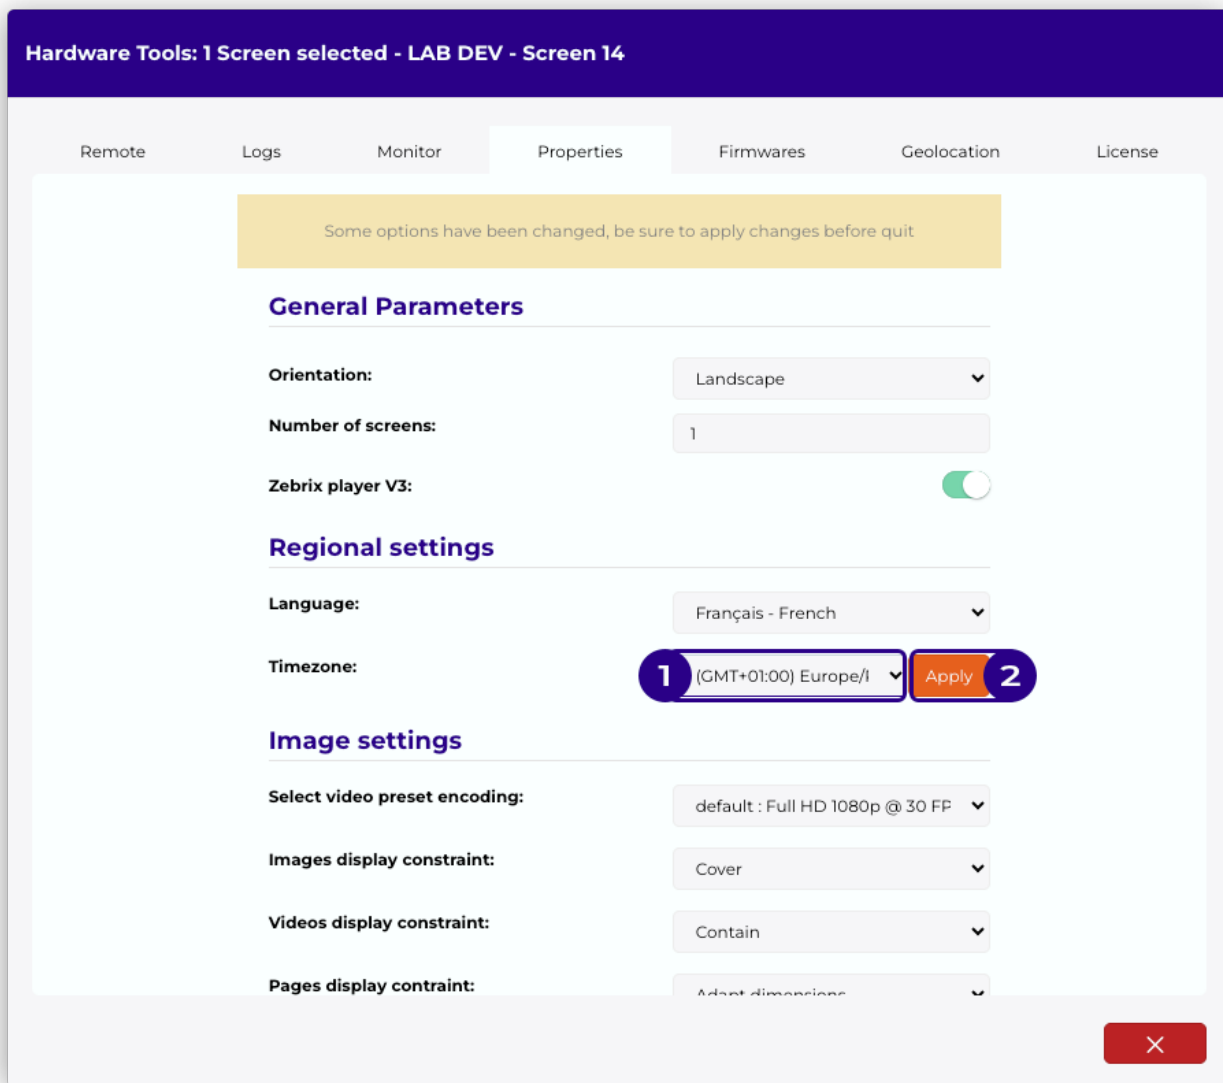 Hardware Tools: 1 Screen selected - LAB DEV - Screen 14
Remote Logs Monitor Properties Firmwares Geolocation License
Some options have been changed, be sure to apply changes before quit
General Parameters
Orientation: Landscape
Number of screens: 1
Zebrix player V3:
Regional settings
Language: Français - French
Timezone: 1 (GMT+01:00) Europe/ Apply 2
Image settings
Select video preset encoding: default : Full HD 1080p @ 30 FP
Images display constraint: Cover
Videos display constraint: Contain
Pages display contraint: Adapt dimensions